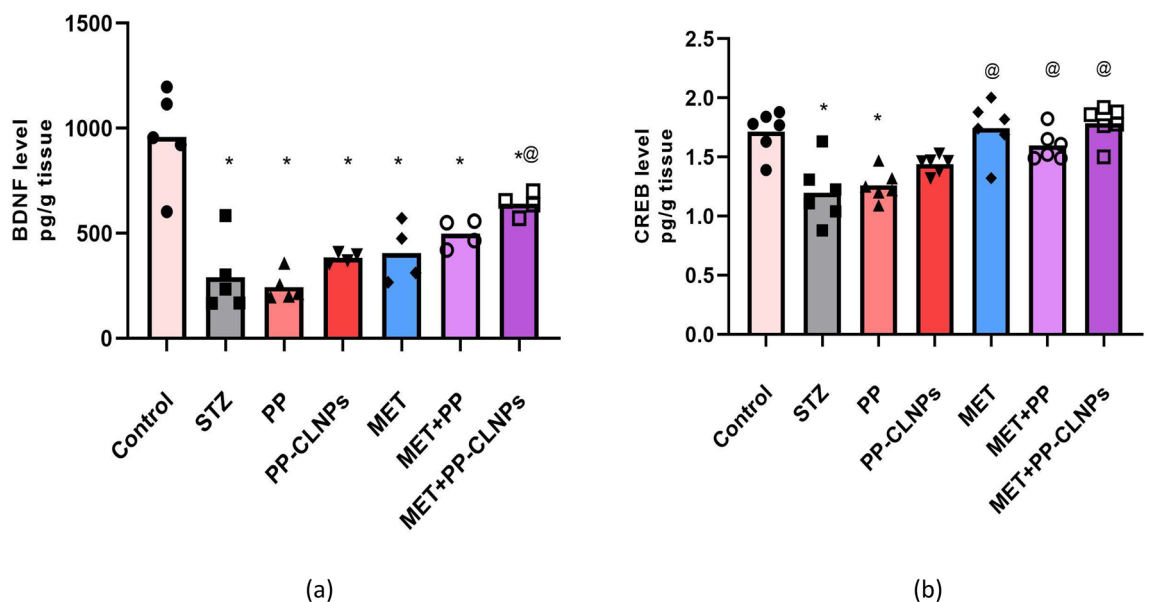 1500
1000
500
0
BDNF level
pg/g tissue
*
*
*
*
*
*@
Control
STZ
PP
PP-CLNPs
MET
MET+PP
MET+PP-CLNPs
(a)
2.5
2.0
1.5
1.0
0.5
0.0
CREB level
pg/g tissue
*
*
@
@
@
Control
STZ
PP
PP-CLNPs
MET
MET+PP
MET+PP-CLNPs
(b)